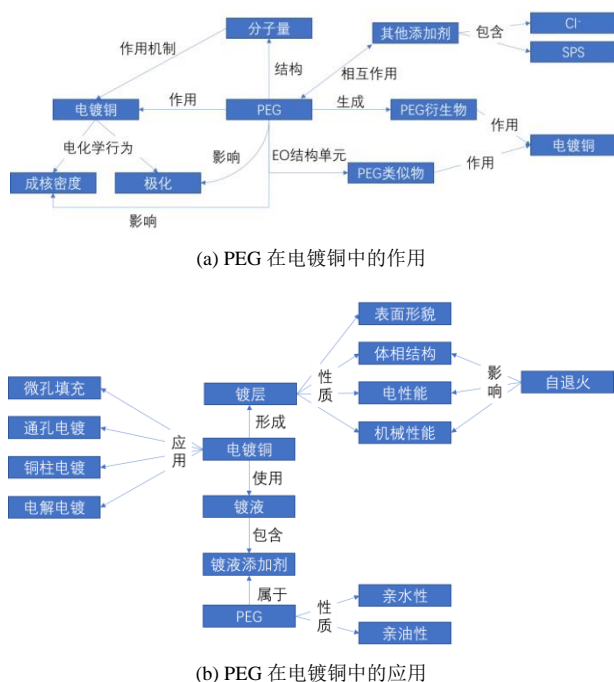 分子量
其他添加剂
包含
Cl-
SPS
作用机制
结构
相互作用
电镀铜
作用
PEG
生成
PEG衍生物
作用
电化学行为
影响
EO结构单元
作用
电镀铜
成核密度
极化
PEG类似物
影响
(a) PEG 在电镀铜中的作用
表面形貌
体相结构
影响
微孔填充
镀层
性质
自退火
电性能
通孔电镀
应用
形成
机械性能
电镀铜
铜柱电镀
使用
电解电镀
镀液
包含
镀液添加剂
属于
亲水性
PEG
性质
亲油性
(b) PEG 在电镀铜中的应用